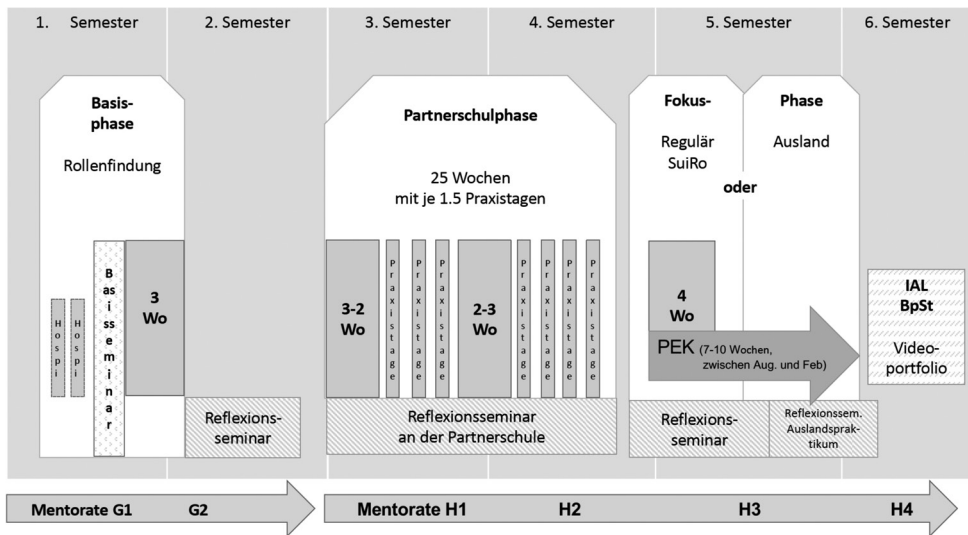 1. Semester
2. Semester
3. Semester
4. Semester
5. Semester
6. Semester
Basis-
phase
Rollenfindung
Hospi
Hospi
Basisseminar
3
Wo
Reflexions-
seminar
Partnerschulphase
25 Wochen
mit je 1.5 Praxistagen
3-2
Wo
Praxistage
Praxistage
Praxistage
2-3
Wo
Praxistage
Praxistage
Praxistage
Praxistage
Reflexionsseminar
an der Partnerschule
Fokus-
Phase
Regulär
SuiRo
Ausland
oder
4
Wo
PEK (7-10 Wochen,
zwischen Aug. und Feb)
Reflexions-
seminar
Reflexionssem.
Auslandsprak-
tikum
IAL
BpSt
Video-
portfolio
Mentorate G1
G2
Mentorate H1
H2
H3
H4